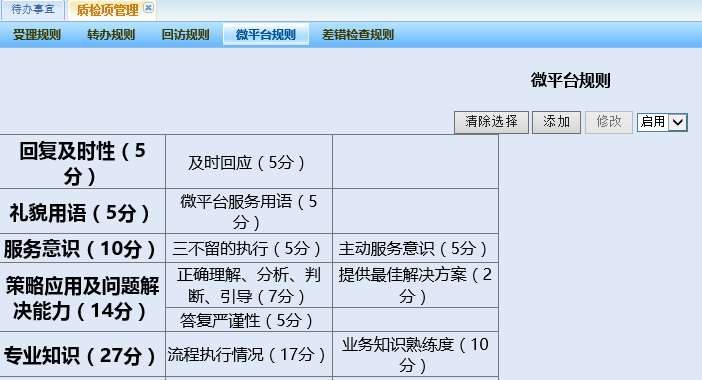 待办事宜 质检项管理
受理规则 转办规则 回访规则 微平台规则 差错检查规则
微平台规则
清除选择 添加 修改 启用
回复及时性（5
分）
及时回应（5分）
礼貌用语（5分）
微平台服务用语（5
分）
服务意识（10分） 三不留的执行（5分） 主动服务意识（5分）
策略应用及问题解
决能力（14分）
正确理解、分析、判
断、引导（7分）
提供最佳解决方案（2
分）
答复严谨性（5分）
专业知识（27分） 流程执行情况（17分）
业务知识熟练度（10
分）